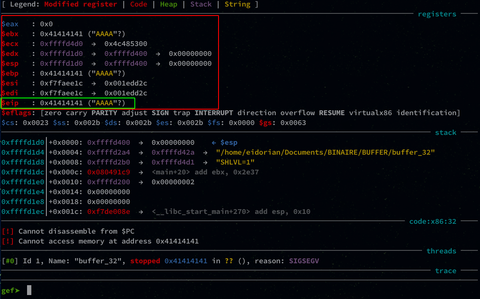 [ Legend: Modified register | Code | Heap | Stack | String ]
registers
$eax : 0x0
$ebx : 0x41414141 ("AAAA"?)
$ecx : 0xffffd4d0 → 0x4c485300
$edx : 0xffffd1d0 → 0xffffd400 → 0x00000000
$esp : 0xffffd1d0 → 0xffffd400 → 0x00000000
$ebp : 0x41414141 ("AAAA"?)
$esi : 0xf7faee1c → 0x001edd2c
$edi : 0xf7faee1c → 0x001edd2c
$eip : 0x41414141 ("AAAA"?)
$eflags: [zero carry PARITY adjust SIGN trap INTERRUPT direction overflow RESUME virtualx86 identification]
$cs: 0x0023 $ss: 0x002b $ds: 0x002b $es: 0x002b $fs: 0x0000 $gs: 0x0063
stack
0xffffd1d0│+0x0000: 0xffffd400 → 0x00000000 ← $esp
0xffffd1d4│+0x0004: 0xffffd2a4 → 0xffffd42a → "/home/eidorian/Documents/BINAIRE/BUFFER/buffer_32"
0xffffd1d8│+0x0008: 0xffffd2b0 → 0xffffd4d1 → "SHLVL=1"
0xffffd1dc│+0x000c: <main+28> add ebx, 0x2e37
0xffffd1e0│+0x0010: 0xffffd200 → 0x00000002
0xffffd1e4│+0x0014: 0x00000000
0xffffd1e8│+0x0018: 0x00000000
0xffffd1ec│+0x001c: → <__libc_start_main+270> add esp, 0x10
code:x86:32
[!] Cannot disassemble from $PC
[!] Cannot access memory at address 0x41414141
threads
[#0] Id 1, Name: "buffer_32", stopped 0x41414141 in ?? (), reason: SIGSEGV
trace
gef➤